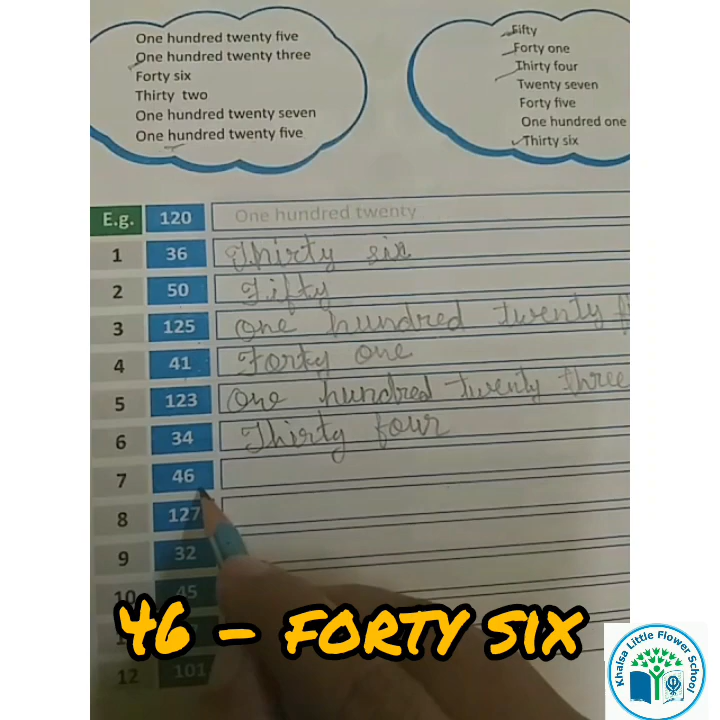 One hundred twenty five
One hundred twenty three
Forty six
Thirty two
One hundred twenty seven
One hundred twenty five
Fifty
Forty one
Thirty four
Twenty seven
Forty five
One hundred one
Thirty six
E.g. 120 One hundred twenty
1 36 Thirty six
2 50 Fifty
3 125 One hundred twenty fi
4 41 Forty one
5 123 One hundred twenty three
6 34 Thirty four
7 46
8 127
9 32
10 45
46 - FORTY SIX
12 101
Khalsa Little Flower School